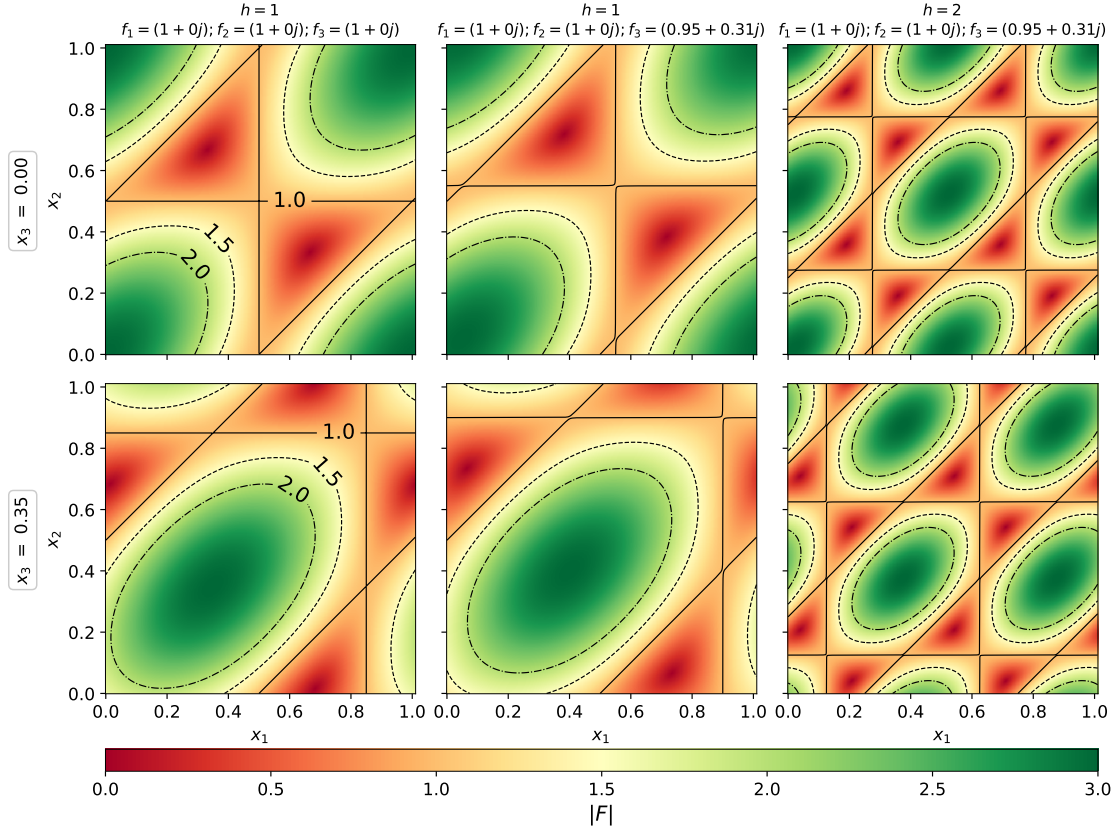 h = 1
f₁ = (1 + 0j); f₂ = (1 + 0j); f₃ = (1 + 0j)
h = 1
f₁ = (1 + 0j); f₂ = (1 + 0j); f₃ = (0.95 + 0.31j)
h = 2
f₁ = (1 + 0j); f₂ = (1 + 0j); f₃ = (0.95 + 0.31j)
x₃ = 0.00
x₂
1.0
0.8
0.6
0.4
0.2
0.0
1.0
1.5
2.0
x₃ = 0.35
x₂
1.0
0.8
0.6
0.4
0.2
0.0
1.0
1.5
2.0
0.0 0.2 0.4 0.6 0.8 1.0
0.0 0.2 0.4 0.6 0.8 1.0
0.0 0.2 0.4 0.6 0.8 1.0
x₁
x₁
x₁
0.0 0.5 1.0 1.5 2.0 2.5 3.0
|F|